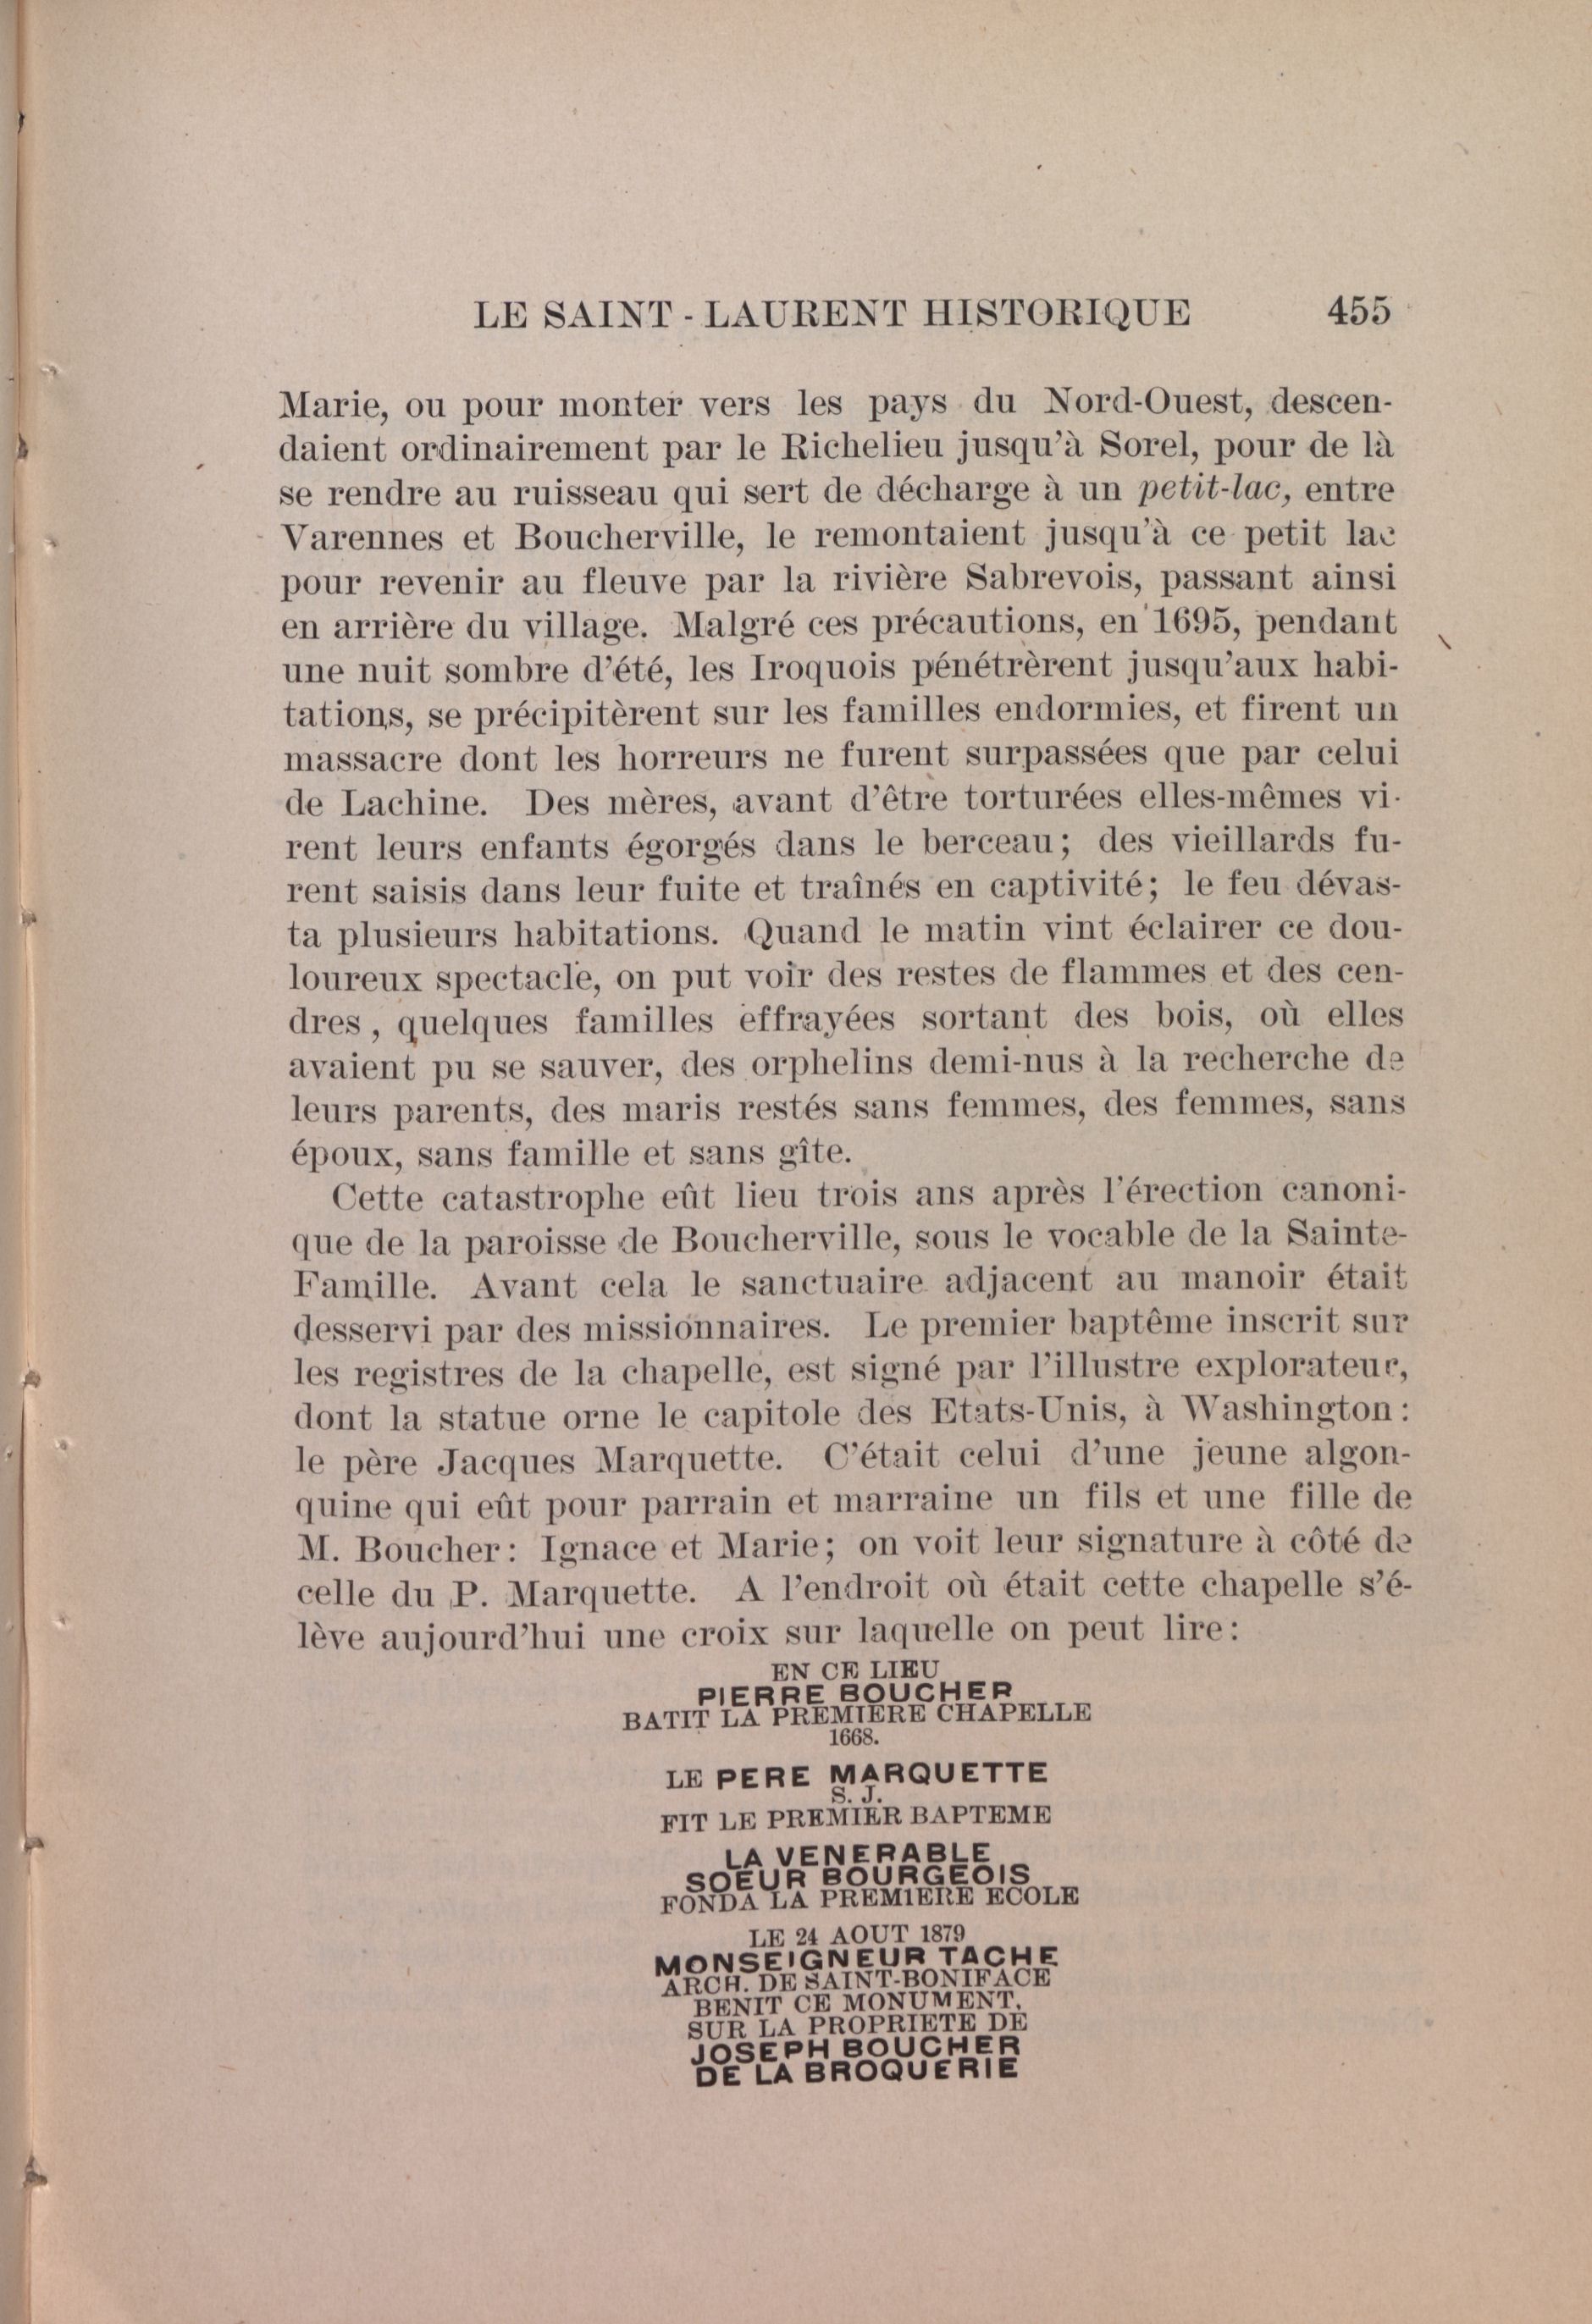 LE SAINT - LAURENT HISTORIQUE 455
Marie, ou pour monter vers les pays du Nord-Ouest, descen-
daient ordinairement par le Richelieu jusqu'à Sorel, pour de là
se rendre au ruisseau qui sert de décharge à un petit-lac, entre
Varennes et Boucherville, le remontaient jusqu'à ce petit lac
pour revenir au fleuve par la rivière Sabrevois, passant ainsi
en arrière du village. Malgré ces précautions, en 1695, pendant
une nuit sombre d'été, les Iroquois pénétrèrent jusqu'aux habi-
tations, se précipitèrent sur les familles endormies, et firent un
massacre dont les horreurs ne furent surpassées que par celui
de Lachine. Des mères, avant d'être torturées elles-mêmes vi-
rent leurs enfants égorgés dans le berceau; des vieillards fu-
rent saisis dans leur fuite et traînés en captivité; le feu dévas-
ta plusieurs habitations. Quand le matin vint éclairer ce dou-
loureux spectacle, on put voir des restes de flammes et des cen-
dres, quelques familles effrayées sortant des bois, où elles
avaient pu se sauver, des orphelins demi-nus à la recherche de
leurs parents, des maris restés sans femmes, des femmes, sans
époux, sans famille et sans gîte.
Cette catastrophe eût lieu trois ans après l'érection canoni-
que de la paroisse de Boucherville, sous le vocable de la Sainte-
Famille. Avant cela le sanctuaire adjacent au manoir était
desservi par des missionnaires. Le premier baptême inscrit sur
les registres de la chapelle, est signé par l'illustre explorateur,
dont la statue orne le capitole des Etats-Unis, à Washington:
le père Jacques Marquette. C'était celui d'une jeune algon-
quine qui eût pour parrain et marraine un fils et une fille de
M. Boucher: Ignace et Marie; on voit leur signature à côté de
celle du P. Marquette. A l'endroit où était cette chapelle s'é-
lève aujourd'hui une croix sur laquelle on peut lire:
EN CE LIEU
PIERRE BOUCHER
BATIT LA PREMIERE CHAPELLE
1668.
LE PERE MARQUETTE
S. J.
FIT LE PREMIER BAPTEME
LA VENERABLE
SOEUR BOURGEOIS
FONDA LA PREMIERE ECOLE
LE 24 AOUT 1879
MONSEIGNEUR TACHE
ARCH. DE SAINT-BONIFACE
BENIT CE MONUMENT,
SUR LA PROPRIETE DE
JOSEPH BOUCHER
DE LA BROQUERIE